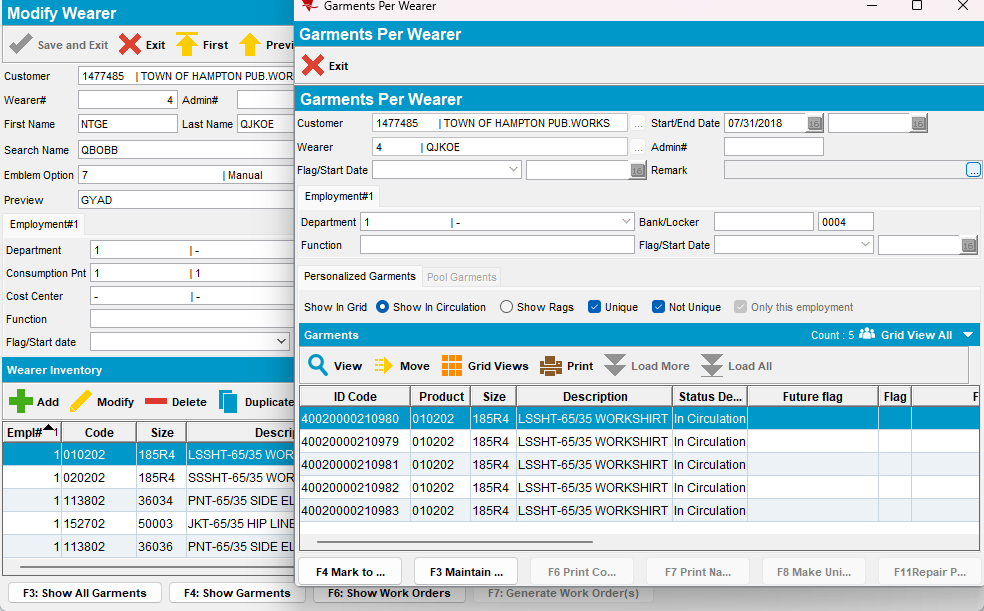 Modify Wearer
Save and Exit Exit First Previ
Customer 1477485 | TOWN OF HAMPTON PUB.WOR
Wearer# 4 Admin#
First Name NTGE Last Name QJKOE
Search Name QBOBB
Emblem Option 7 | Manual
Preview GYAD
Employment#1
Department 1 | -
Consumption Pnt 1 | 1
Cost Center - | -
Function
Flag/Start date
Wearer Inventory
Add Modify Delete Duplicate
Empl# 1 Code Size Descri
1 010202 185R4 LSSHT-65/35 WOR
1 020202 185R4 SSSHT-65/35 WOR
1 113802 36034 PNT-65/35 SIDE EL
1 152702 50003 JKT-65/35 HIP LINE
1 113802 36036 PNT-65/35 SIDE EL
F3: Show All Garments F4: Show Garments F6: Show Work Orders F7: Generate Work Order(s)
Garments Per Wearer
Garments Per Wearer
Exit
Garments Per Wearer
Customer 1477485 | TOWN OF HAMPTON PUB.WORKS ... Start/End Date 07/31/2018 16 16
Wearer 4 | QJKOE ... Admin#
Flag/Start Date 16 Remark ...
Employment#1
Department 1 | - Bank/Locker 0004
Function Flag/Start Date 16
Personalized Garments Pool Garments
Show In Grid Show In Circulation Show Rags Unique Not Unique Only this employment
Garments Count : 5 Grid View All
View Move Grid Views Print Load More Load All
ID Code Product Size Description Status De... Future flag Flag F
40020000210980 010202 185R4 LSSHT-65/35 WORKSHIRT In Circulation
40020000210979 010202 185R4 LSSHT-65/35 WORKSHIRT In Circulation
40020000210981 010202 185R4 LSSHT-65/35 WORKSHIRT In Circulation
40020000210982 010202 185R4 LSSHT-65/35 WORKSHIRT In Circulation
40020000210983 010202 185R4 LSSHT-65/35 WORKSHIRT In Circulation
F4 Mark to ... F3 Maintain ... F6 Print Co... F7 Print Na... F8 Make Uni... F11Repair P...